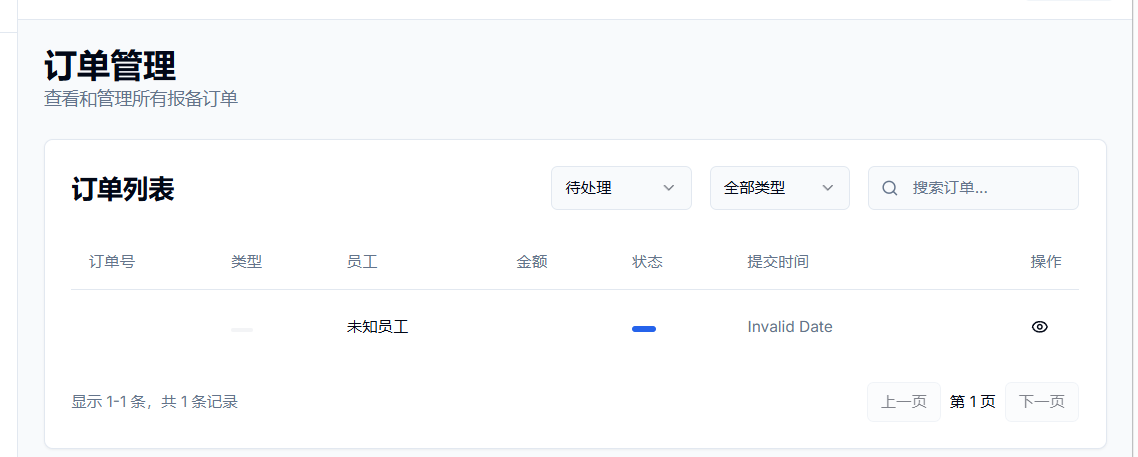 订单管理
查看和管理所有报备订单
订单列表 待处理 全部类型 搜索订单...
订单号 类型 员工 金额 状态 提交时间 操作
未知员工 Invalid Date
显示 1-1 条，共 1 条记录 上一页 第 1 页 下一页